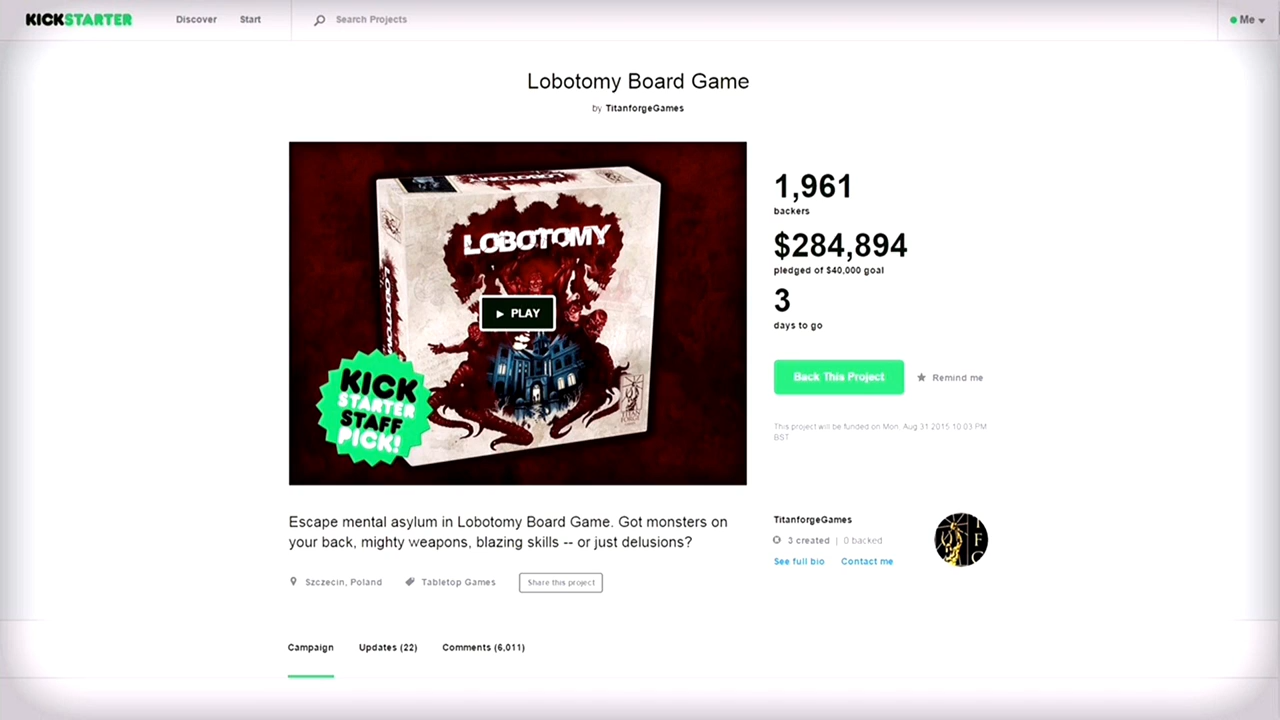 KICKSTARTER
Discover
Start
Search Projects
Me
Lobotomy Board Game
by TitanforgeGames
LOBOTOMY
LOBOTOMY
LOBOTOMY
PLAY
KICK
STARTER
STAFF
PICK!
1,961
backers
$284,894
pledged of $40,000 goal
3
days to go
Back This Project
Remind me
This project will be funded on Mon, Aug 31 2015 10:03 PM
BST
Escape mental asylum in Lobotomy Board Game. Got monsters on
your back, mighty weapons, blazing skills -- or just delusions?
Szczecin, Poland
Tabletop Games
Share this project
TitanforgeGames
3 created | 0 backed
See full bio
Contact me
Campaign
Updates (22)
Comments (6,011)